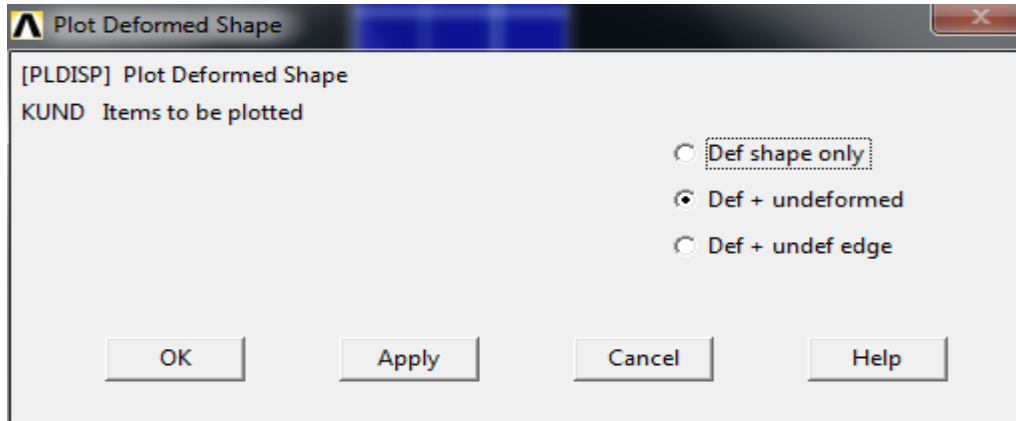 Plot Deformed Shape
[PLDISP] Plot Deformed Shape
KUND Items to be plotted
Def shape only
Def + undeformed
Def + undef edge
OK Apply Cancel Help